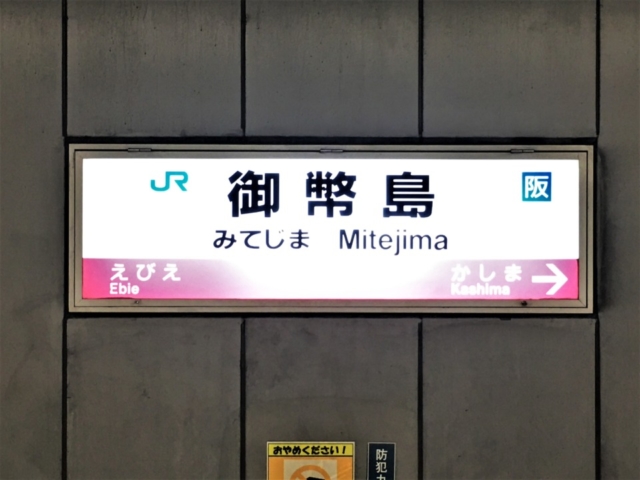 JR 御幣島 阪
みてじま Mitejima
えびえ かしま
Ebie Kashima
おやめください!
防犯カ